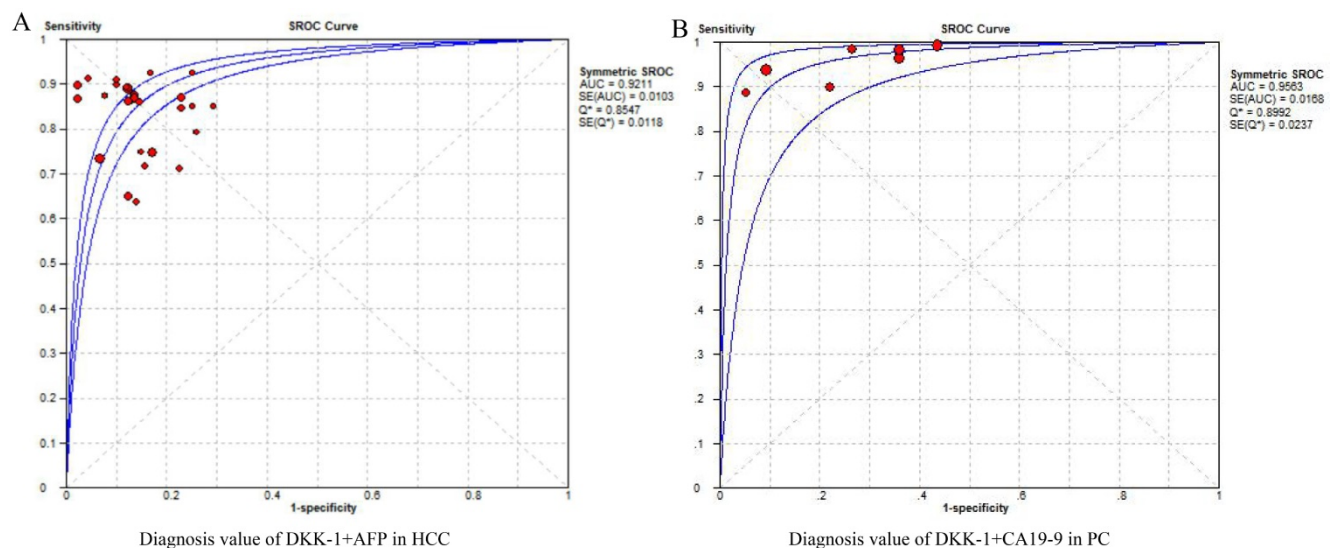 A
Sensitivity
SROC Curve
1
0.9
0.8
0.7
0.6
0.5
0.4
0.3
0.2
0.1
0
0
0.2
0.4
0.6
0.8
1
1-specificity
Symmetric SROC
AUC = 0.9211
SE(AUC) = 0.0103
Q* = 0.8547
SE(Q*) = 0.0118
Diagnosis value of DKK-1+AFP in HCC
B
Sensitivity
SROC Curve
1
.9
.8
.7
.6
.5
.4
.3
.2
.1
0
0
.2
.4
.6
.8
1
1-specificity
Symmetric SROC
AUC = 0.9563
SE(AUC) = 0.0168
Q* = 0.8992
SE(Q*) = 0.0237
Diagnosis value of DKK-1+CA19-9 in PC